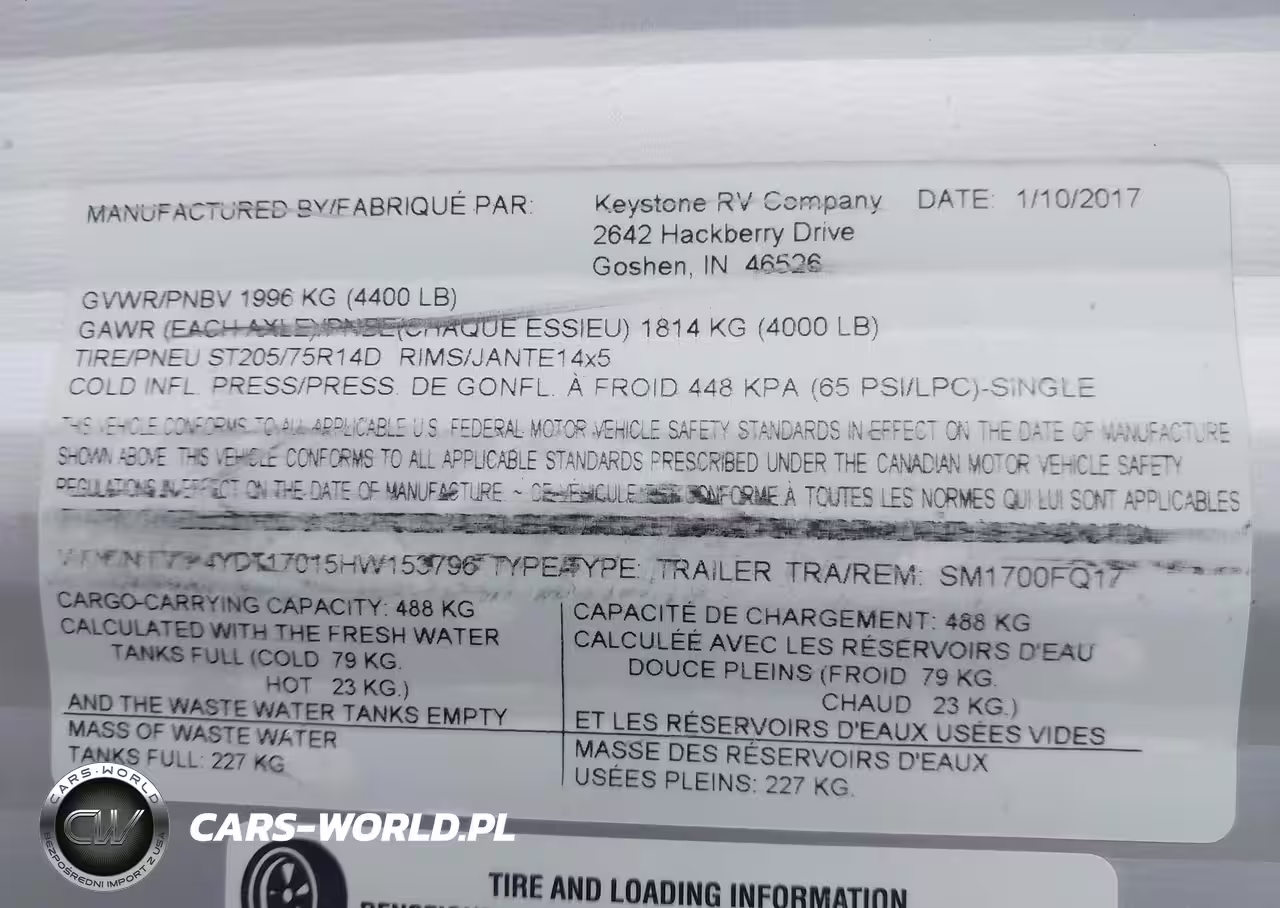 MANUFACTURED BY/FABRIQUÉ PAR: Keystone RV Company DATE: 1/10/2017
2642 Hackberry Drive
Goshen, IN 46526
GVWR/PNBV 1996 KG (4400 LB)
GAWR (EACH AXLE)/PNBE(CHAQUE ESSIEU) 1814 KG (4000 LB)
TIRE/PNEU ST205/75R14D RIMS/JANTE14x5
COLD INFL. PRESS/PRESS. DE GONFL. À FROID 448 KPA (65 PSI/LPC)-SINGLE
THIS VEHICLE CONFORMS TO ALL APPLICABLE U.S. FEDERAL MOTOR VEHICLE SAFETY STANDARDS IN EFFECT ON THE DATE OF MANUFACTURE
SHOWN ABOVE. THIS VEHICLE CONFORMS TO ALL APPLICABLE STANDARDS PRESCRIBED UNDER THE CANADIAN MOTOR VEHICLE SAFETY
REGULATIONS IN EFFECT ON THE DATE OF MANUFACTURE. ~ CE VÉHICULE EST CONFORME À TOUTES LES NORMES QUI LUI SONT APPLICABLES
TYPE/TYPE: TRAILER TRA/REM: SM1700FQ17
CARGO-CARRYING CAPACITY: 488 KG
CALCULATED WITH THE FRESH WATER
TANKS FULL (COLD 79 KG.
HOT 23 KG.)
AND THE WASTE WATER TANKS EMPTY
MASS OF WASTE WATER
TANKS FULL: 227 KG
CAPACITÉ DE CHARGEMENT: 488 KG
CALCULÉÉ AVEC LES RÉSERVOIRS D'EAU
DOUCE PLEINS (FROID 79 KG.
CHAUD 23 KG.)
ET LES RÉSERVOIRS D'EAUX USÉES VIDES
MASSE DES RÉSERVOIRS D'EAUX
USÉES PLEINS: 227 KG.
CARS-WORLD
CW
BEZPOŚREDNI IMPORT Z USA
CARS-WORLD.PL
TIRE AND LOADING INFORMATION